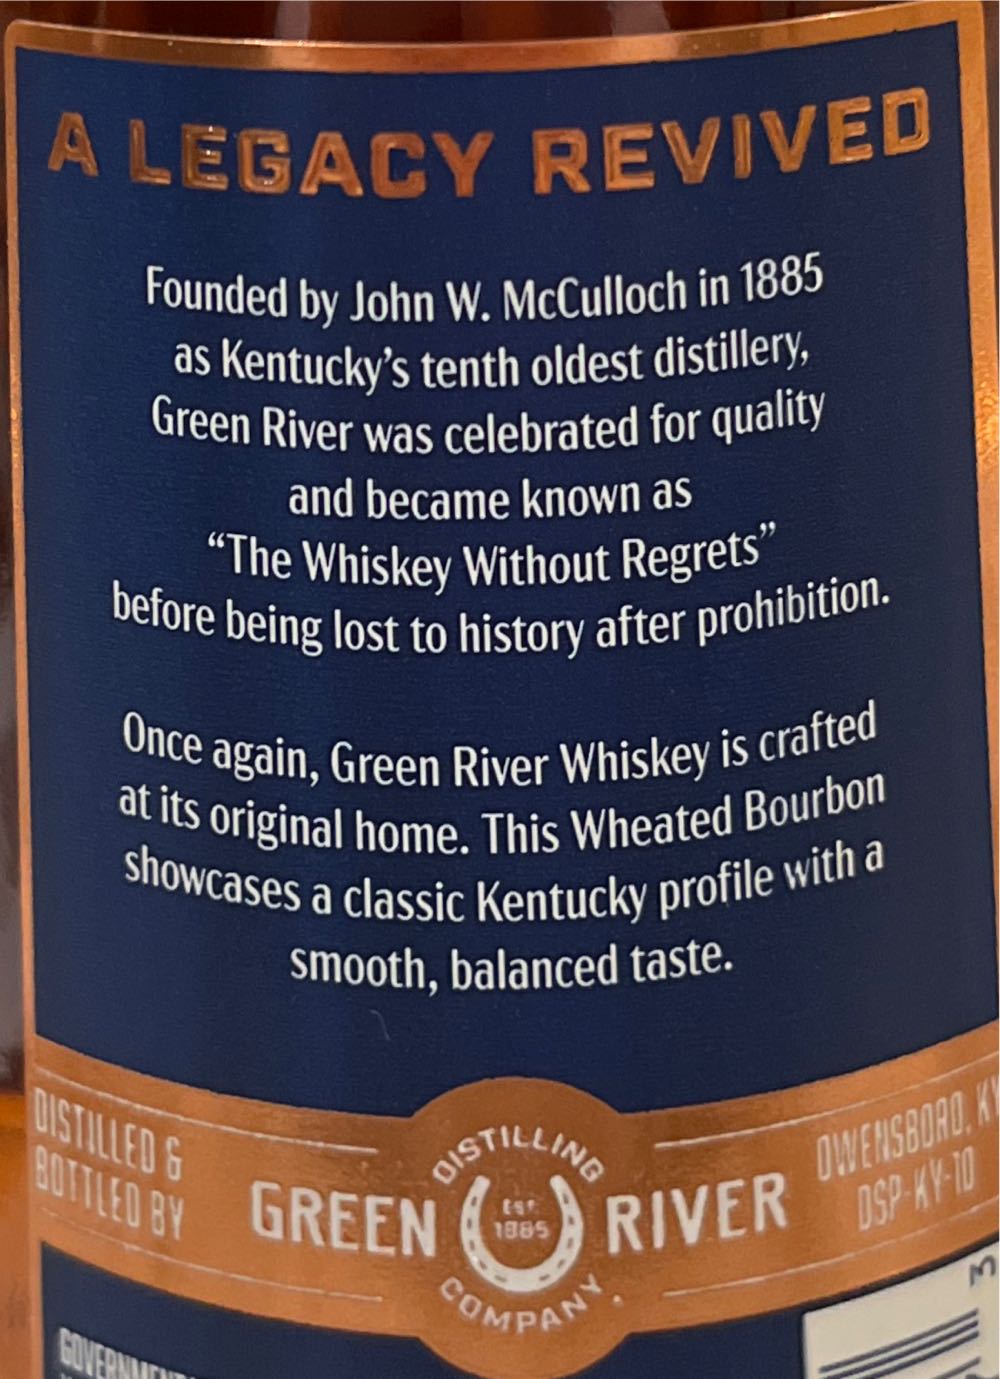 A LEGACY REVIVED
Founded by John W. McCulloch in 1885
as Kentucky's tenth oldest distillery,
Green River was celebrated for quality
and became known as
“The Whiskey Without Regrets”
before being lost to history after prohibition.
Once again, Green River Whiskey is crafted
at its original home. This Wheated Bourbon
showcases a classic Kentucky profile with a
smooth, balanced taste.
DISTILLED &
BOTTLED BY
GREEN RIVER
DISTILLING
EST.
1885
COMPANY
OWENSBORO, KY
DSP-KY-10
3